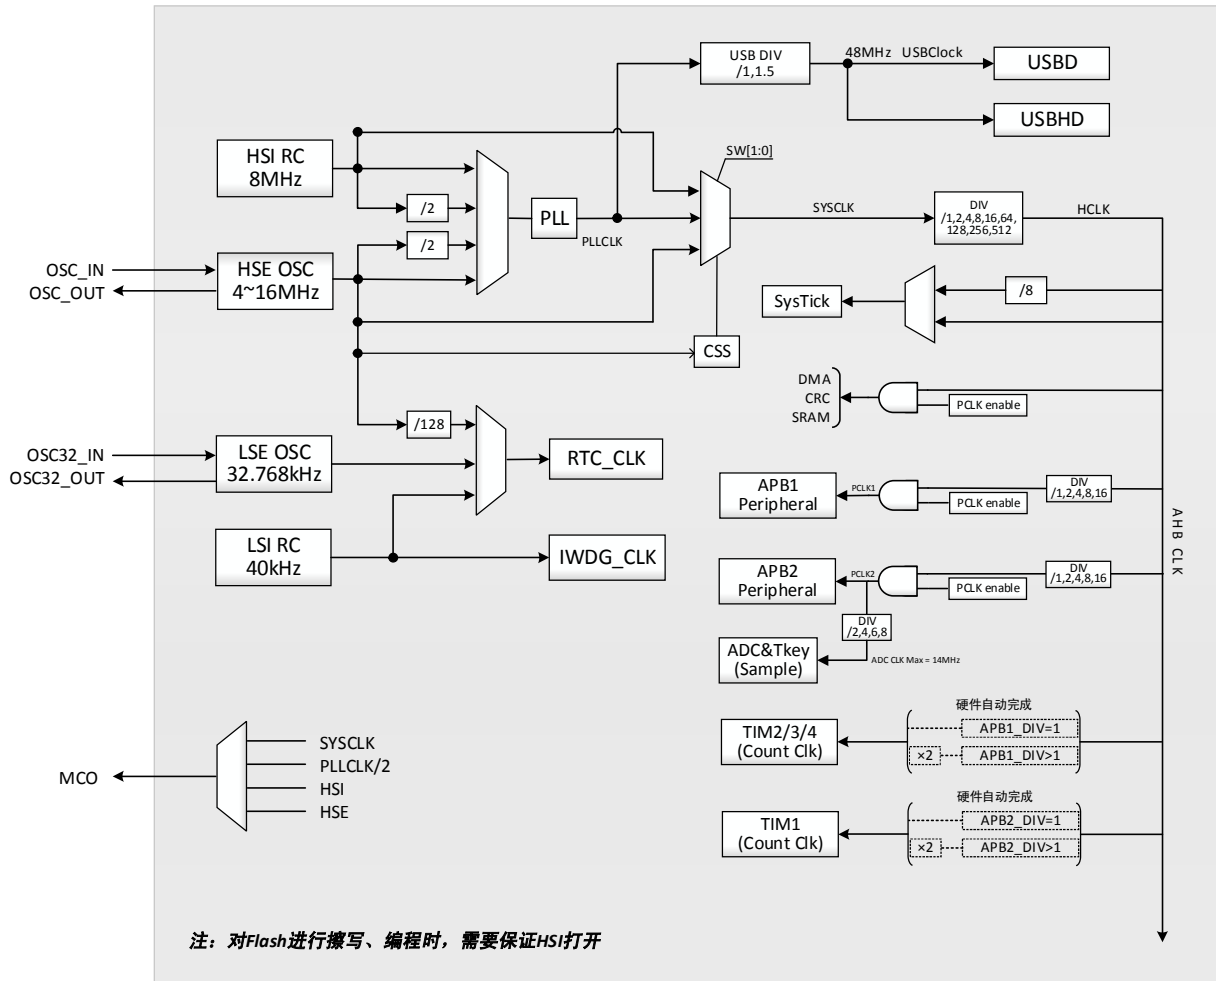 USB DIV
/1,1.5
48MHz USBClock
USBD
USBHD
HSI RC
8MHz
/2
/2
PLL
PLLCLK
SW[1:0]
SYSCLK
DIV
/1,2,4,8,16,64,
128,256,512
HCLK
OSC_IN
OSC_OUT
HSE OSC
4~16MHz
SysTick
/8
CSS
DMA
CRC
SRAM
PCLK enable
/128
OSC32_IN
OSC32_OUT
LSE OSC
32.768kHz
RTC_CLK
APB1
Peripheral
PCLK1
PCLK enable
DIV
/1,2,4,8,16
LSI RC
40kHz
IWDG_CLK
AHB CLK
APB2
Peripheral
PCLK2
PCLK enable
DIV
/1,2,4,8,16
DIV
/2,4,6,8
ADC&Tkey
(Sample)
ADC CLK Max = 14MHz
硬件自动完成
TIM2/3/4
(Count Clk)
APB1_DIV=1
×2
APB1_DIV>1
MCO
SYSCLK
PLLCLK/2
HSI
HSE
硬件自动完成
TIM1
(Count Clk)
APB2_DIV=1
×2
APB2_DIV>1
注：对Flash进行擦写、编程时，需要保证HSI打开